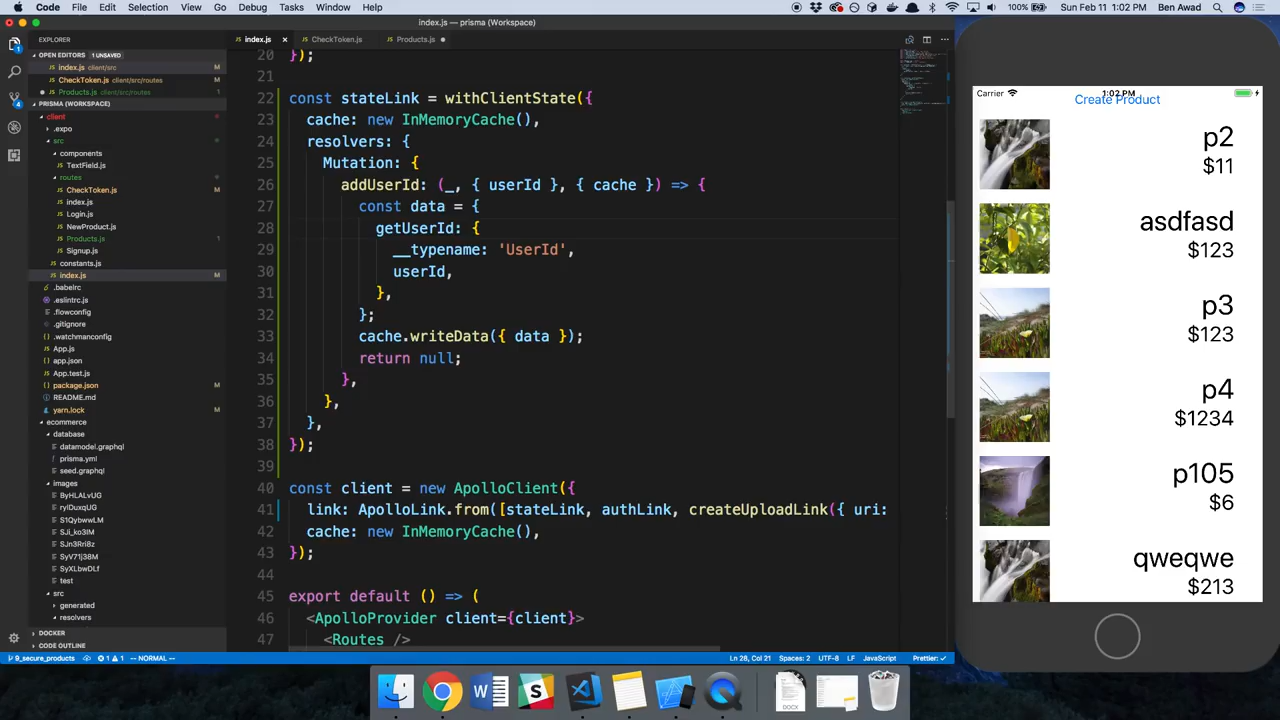 Code File Edit Selection View Go Debug Tasks Window Help 100% Sun Feb 11 1:02 PM Ben Awad
index.js — prisma (Workspace)
EXPLORER
OPEN EDITORS 1 UNSAVED
index.js client/src M
CheckToken.js client/src/routes M
Products.js client/src/routes 1
PRISMA (WORKSPACE)
client
.expo
src
components
TextField.js
routes
CheckToken.js M
index.js
Login.js
NewProduct.js
Products.js 1
Signup.js
constants.js
index.js M
.babelrc
.eslintrc.js
.flowconfig
.gitignore
.watchmanconfig
App.js
app.json
App.test.js
package.json M
README.md
yarn.lock M
ecommerce
database
datamodel.graphql
prisma.yml
seed.graphql
images
ByHLALvUG
rylDuxqUG
S1QybwwLM
SJi_ko3IM
SJn3Rri8z
SyV71j38M
SyXLbwDLf
test
src
generated
resolvers
DOCKER
CODE OUTLINE
index.js CheckToken.js Products.js
20 });
21
22 const stateLink = withClientState({
23 cache: new InMemoryCache(),
24 resolvers: {
25 Mutation: {
26 addUserId: (_, { userId }, { cache }) => {
27 const data = {
28 getUserId: {
29 __typename: 'UserId',
30 userId,
31 },
32 };
33 cache.writeData({ data });
34 return null;
35 },
36 },
37 },
38 });
39
40 const client = new ApolloClient({
41 link: ApolloLink.from([stateLink, authLink, createUploadLink({ uri:
42 cache: new InMemoryCache(),
43 });
44
45 export default () => (
46 <ApolloProvider client={client}>
47 <Routes />
9_secure_products 1 1 -- NORMAL -- Ln 28, Col 21 Spaces: 2 UTF-8 LF JavaScript Prettier: ✓
Carrier 1:02 PM
Create Product
p2
$11
asdfasd
$123
p3
$123
p4
$1234
p105
$6
qweqwe
$213
DOCX